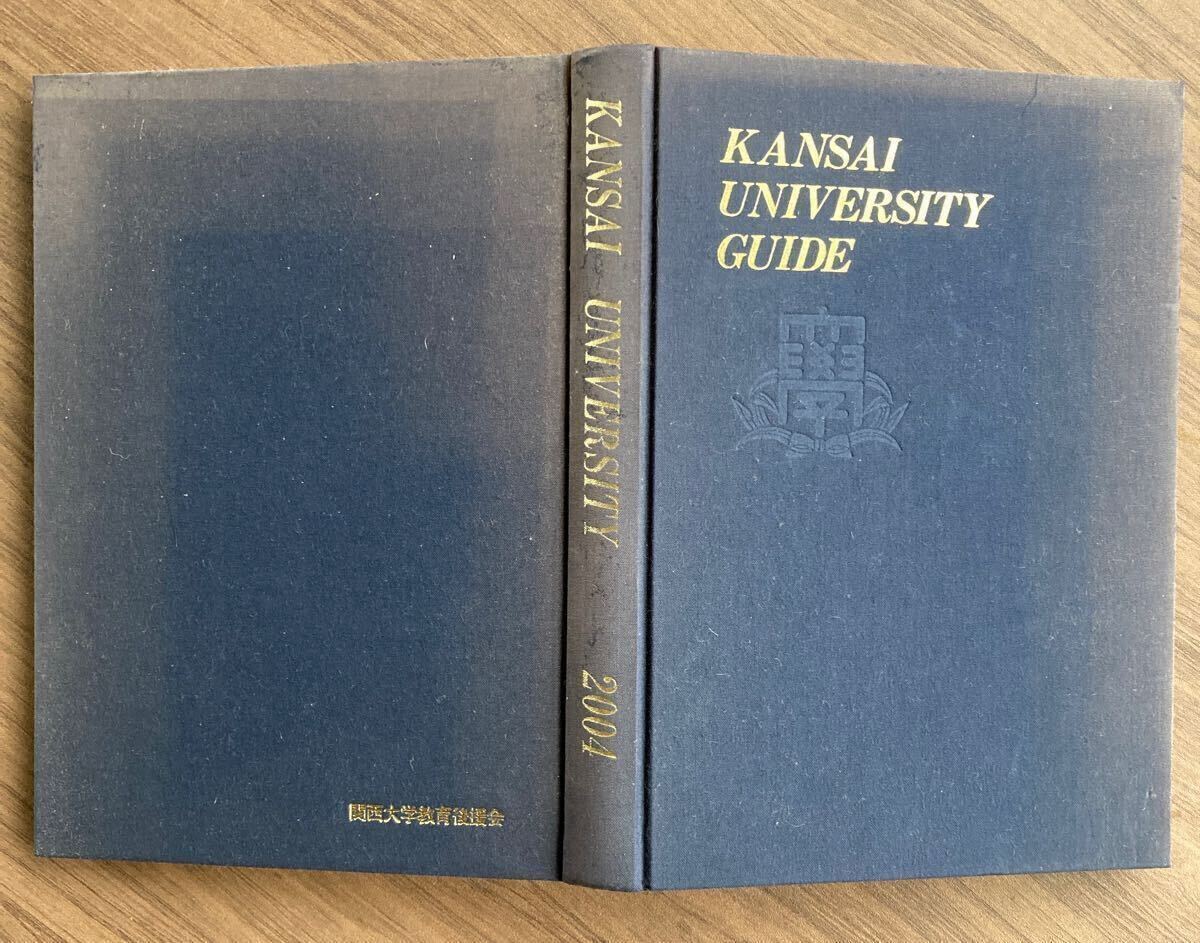 KANSAI
UNIVERSITY
GUIDE
KANSAI UNIVERSITY 2004
関西大学教育後援会